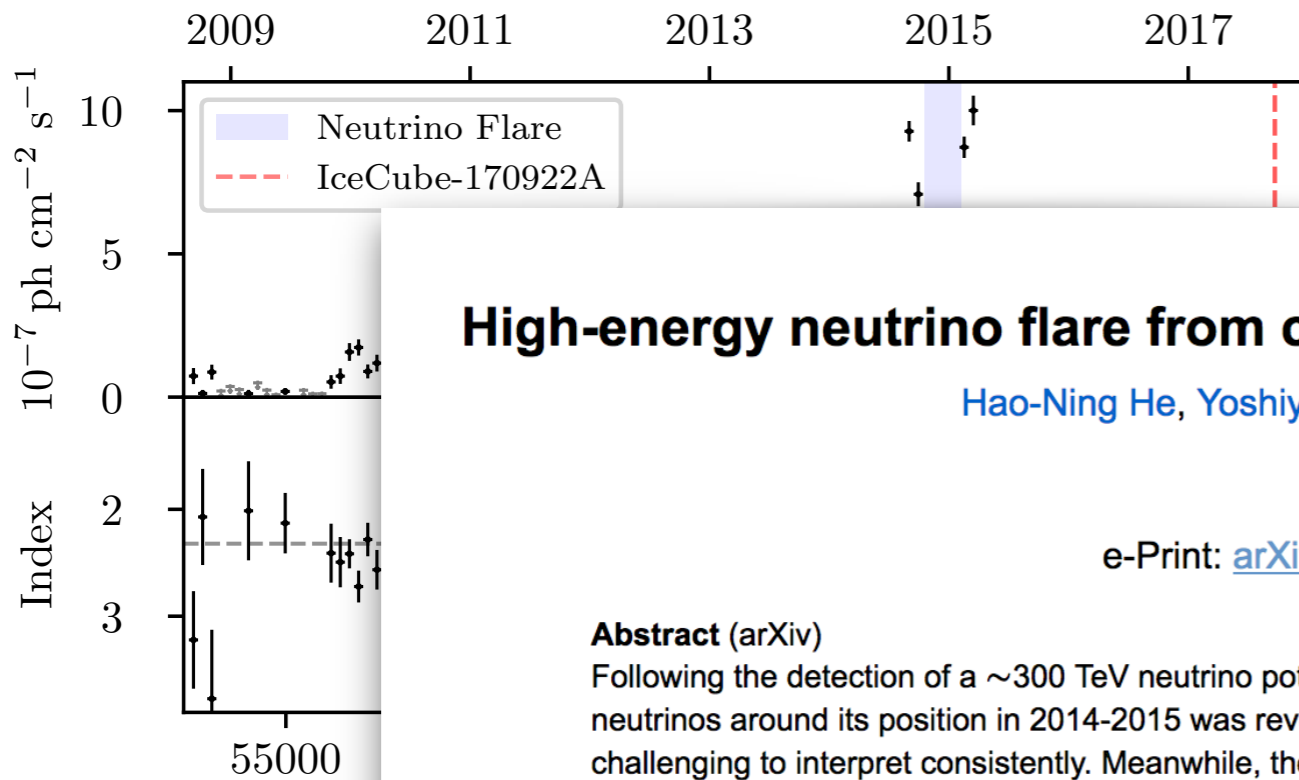 2009 2011 2013 2015 2017
10⁻⁷ ph cm⁻² s⁻¹
10
5
0
Neutrino Flare
IceCube-170922A
Index
2
3
55000
High-energy neutrino flare from
Hao-Ning He, Yoshiy
e-Print: arXi
Abstract (arXiv)
Following the detection of a ~300 TeV neutrino pot
neutrinos around its position in 2014-2015 was rev
challenging to interpret consistently. Meanwhile, the